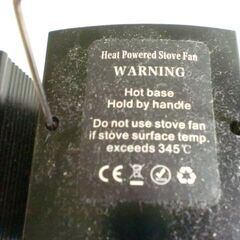 Heat Powered Stove Fan
WARNING
Hot base
Hold by handle
Do not use stove fan
if stove surface temp.
exceeds 345℃
CE